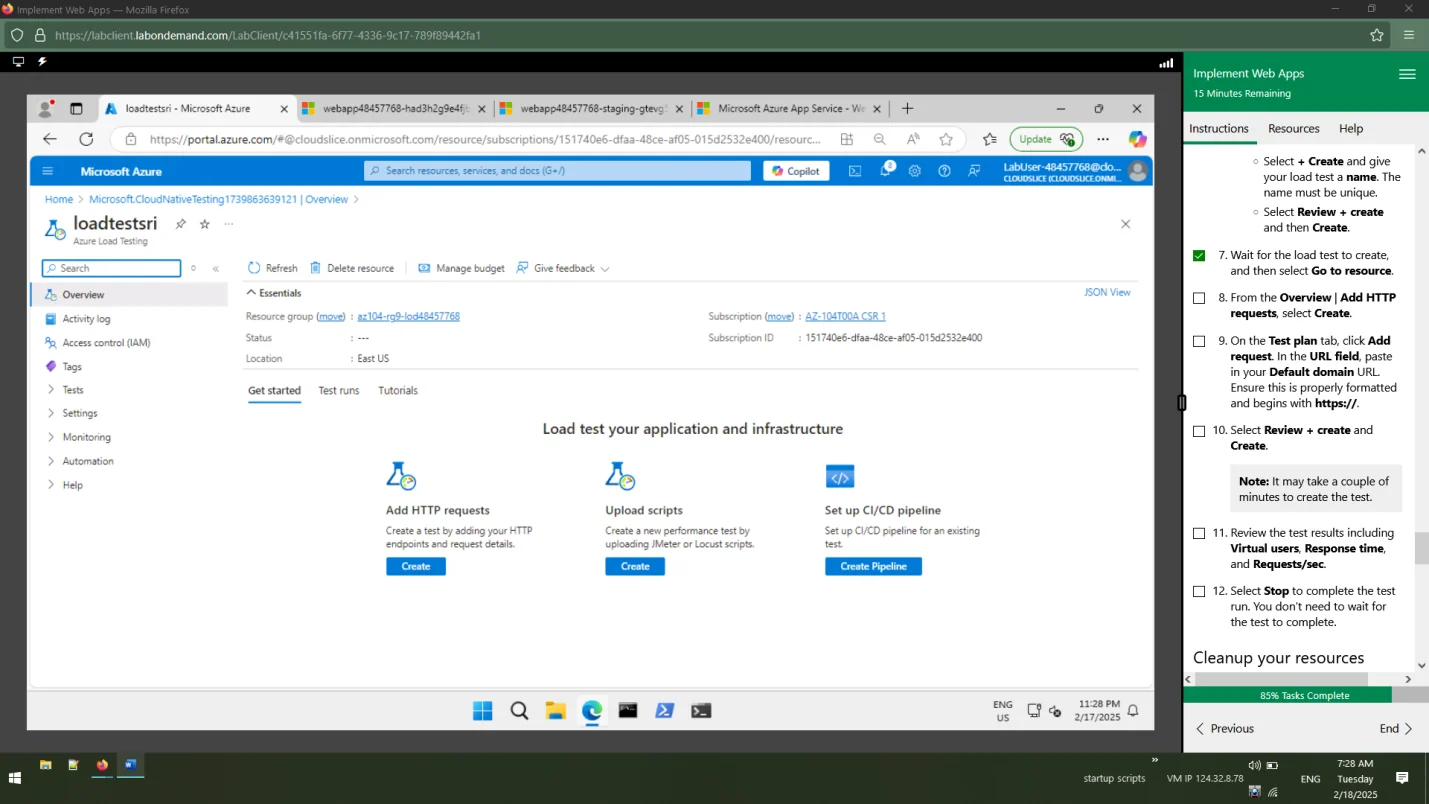 Implement Web Apps — Mozilla Firefox
https://labclient.labondemand.com/LabClient/c41551fa-6f77-4336-9c17-789f89442fa1
loadtestsri - Microsoft Azure
webapp48457768-had3h2g9e4fjt
webapp48457768-staging-gtevg
Microsoft Azure App Service - We
https://portal.azure.com/#@cloudslice.onmicrosoft.com/resource/subscriptions/151740e6-dfaa-48ce-af05-015d2532e400/resourc...
Update
Microsoft Azure
Search resources, services, and docs (G+/)
Copilot
2
LabUser-48457768@clo...
CLOUDSLICE (CLOUDSLICE.ONMI...
Home > Microsoft.CloudNativeTesting1739863639121 | Overview >
loadtestsri
Azure Load Testing
Search
Overview
Activity log
Access control (IAM)
Tags
Tests
Settings
Monitoring
Automation
Help
Refresh
Delete resource
Manage budget
Give feedback
Essentials
JSON View
Resource group (move) : az104-rg9-lod48457768
Status : ---
Location : East US
Subscription (move) : AZ-104T00A CSR 1
Subscription ID : 151740e6-dfaa-48ce-af05-015d2532e400
Get started
Test runs
Tutorials
Load test your application and infrastructure
Add HTTP requests
Create a test by adding your HTTP
endpoints and request details.
Create
Upload scripts
Create a new performance test by
uploading JMeter or Locust scripts.
Create
Set up CI/CD pipeline
Set up CI/CD pipeline for an existing
test.
Create Pipeline
ENG
US
11:28 PM
2/17/2025
Implement Web Apps
15 Minutes Remaining
Instructions
Resources
Help
Select + Create and give
your load test a name. The
name must be unique.
Select Review + create
and then Create.
7. Wait for the load test to create,
and then select Go to resource.
8. From the Overview | Add HTTP
requests, select Create.
9. On the Test plan tab, click Add
request. In the URL field, paste
in your Default domain URL.
Ensure this is properly formatted
and begins with https://.
10. Select Review + create and
Create.
Note: It may take a couple of
minutes to create the test.
11. Review the test results including
Virtual users, Response time,
and Requests/sec.
12. Select Stop to complete the test
run. You don't need to wait for
the test to complete.
Cleanup your resources
85% Tasks Complete
Previous
End
startup scripts
VM IP 124.32.8.78
ENG
7:28 AM
Tuesday
2/18/2025